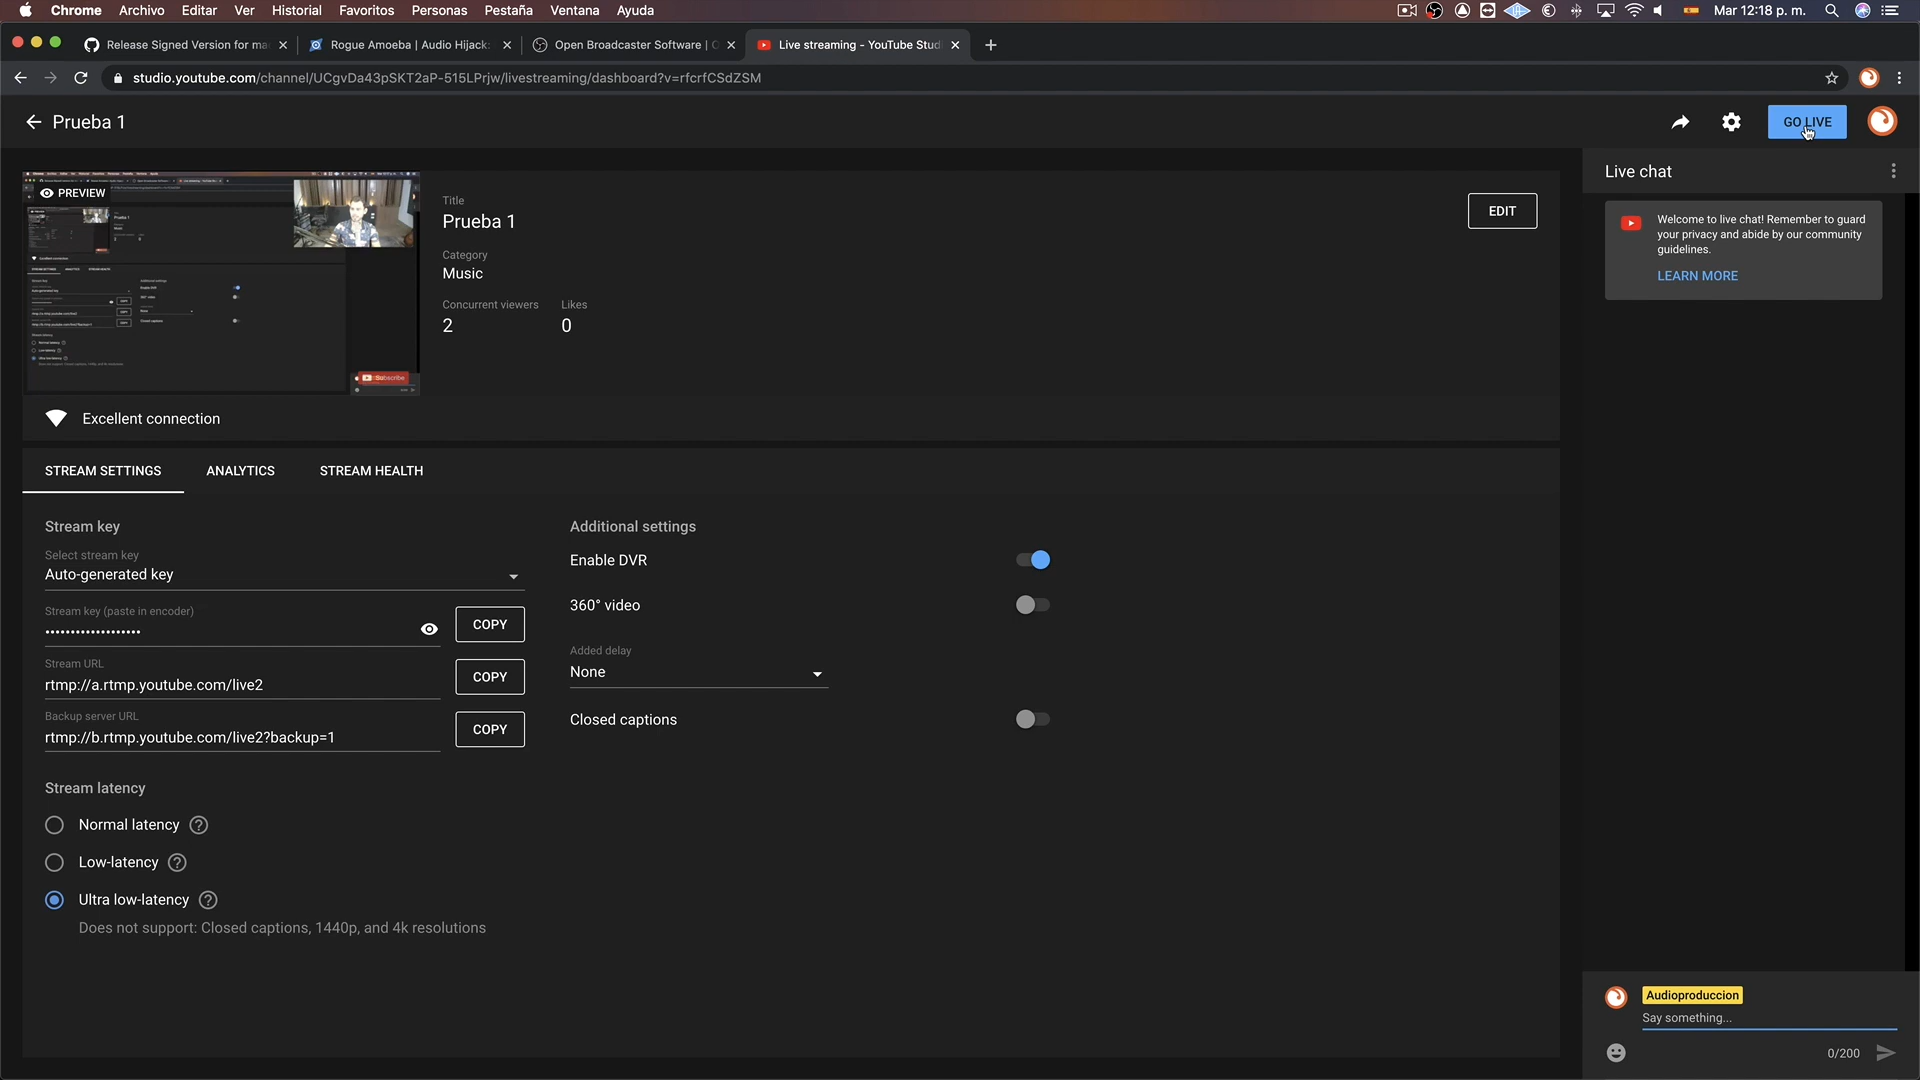 Chrome Archivo Editar Ver Historial Favoritos Personas Pestaña Ventana Ayuda
Mar 12:18 p. m.
Release Signed Version for ma
Rogue Amoeba | Audio Hijack:
Open Broadcaster Software | O
Live streaming - YouTube Studi
studio.youtube.com/channel/UCgvDa43pSKT2aP-515LPrjw/livestreaming/dashboard?v=rfcrfCSdZSM
Prueba 1
GO LIVE
PREVIEW
Title
Prueba 1
EDIT
Category
Music
Concurrent viewers Likes
2 0
Subscribe
Excellent connection
STREAM SETTINGS ANALYTICS STREAM HEALTH
Stream key
Select stream key
Auto-generated key
Stream key (paste in encoder)
•••••••••••••••••••
COPY
Stream URL
rtmp://a.rtmp.youtube.com/live2
COPY
Backup server URL
rtmp://b.rtmp.youtube.com/live2?backup=1
COPY
Stream latency
Normal latency
Low-latency
Ultra low-latency
Does not support: Closed captions, 1440p, and 4k resolutions
Additional settings
Enable DVR
360° video
Added delay
None
Closed captions
Live chat
Welcome to live chat! Remember to guard
your privacy and abide by our community
guidelines.
LEARN MORE
Audioproduccion
Say something...
0/200